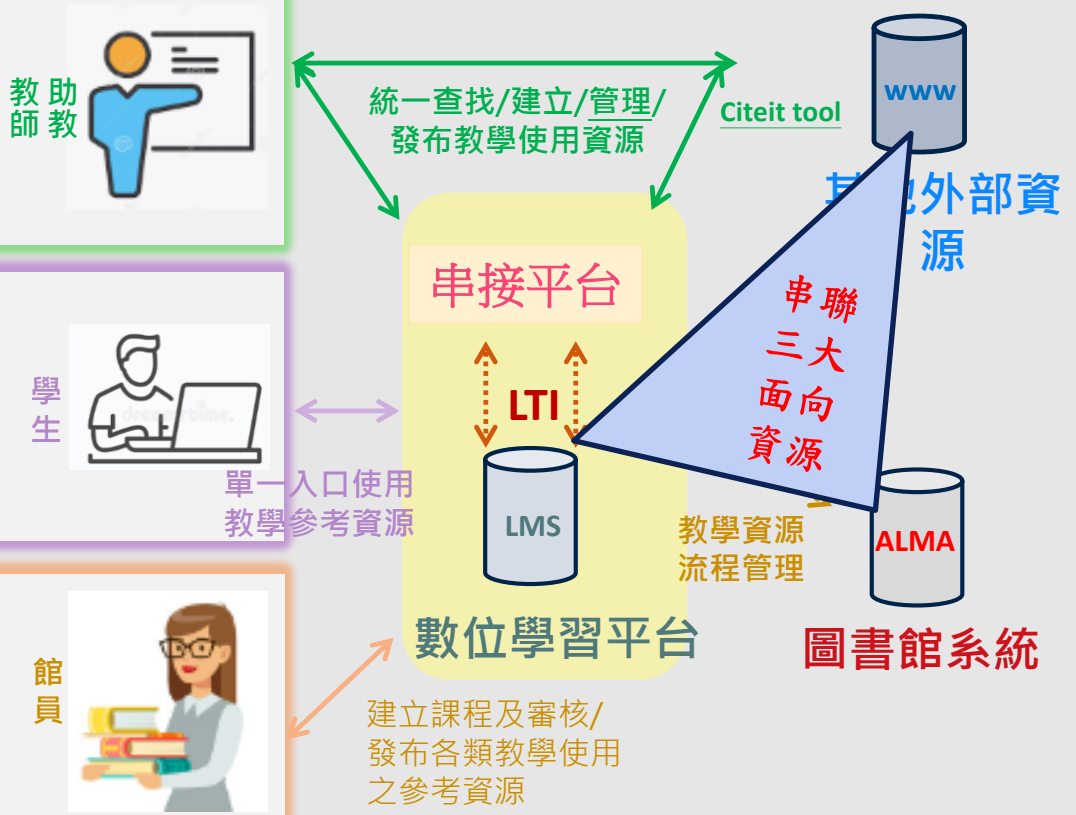 教師 助教
統一查找/建立/管理/
發布教學使用資源
Citeit tool
www
其他外部資
源
串接平台
串聯
三大
面向
資源
學生
LTI
單一入口使用
教學參考資源
LMS
教學資源
流程管理
ALMA
數位學習平台
圖書館系統
館員
建立課程及審核/
發布各類教學使用
之參考資源